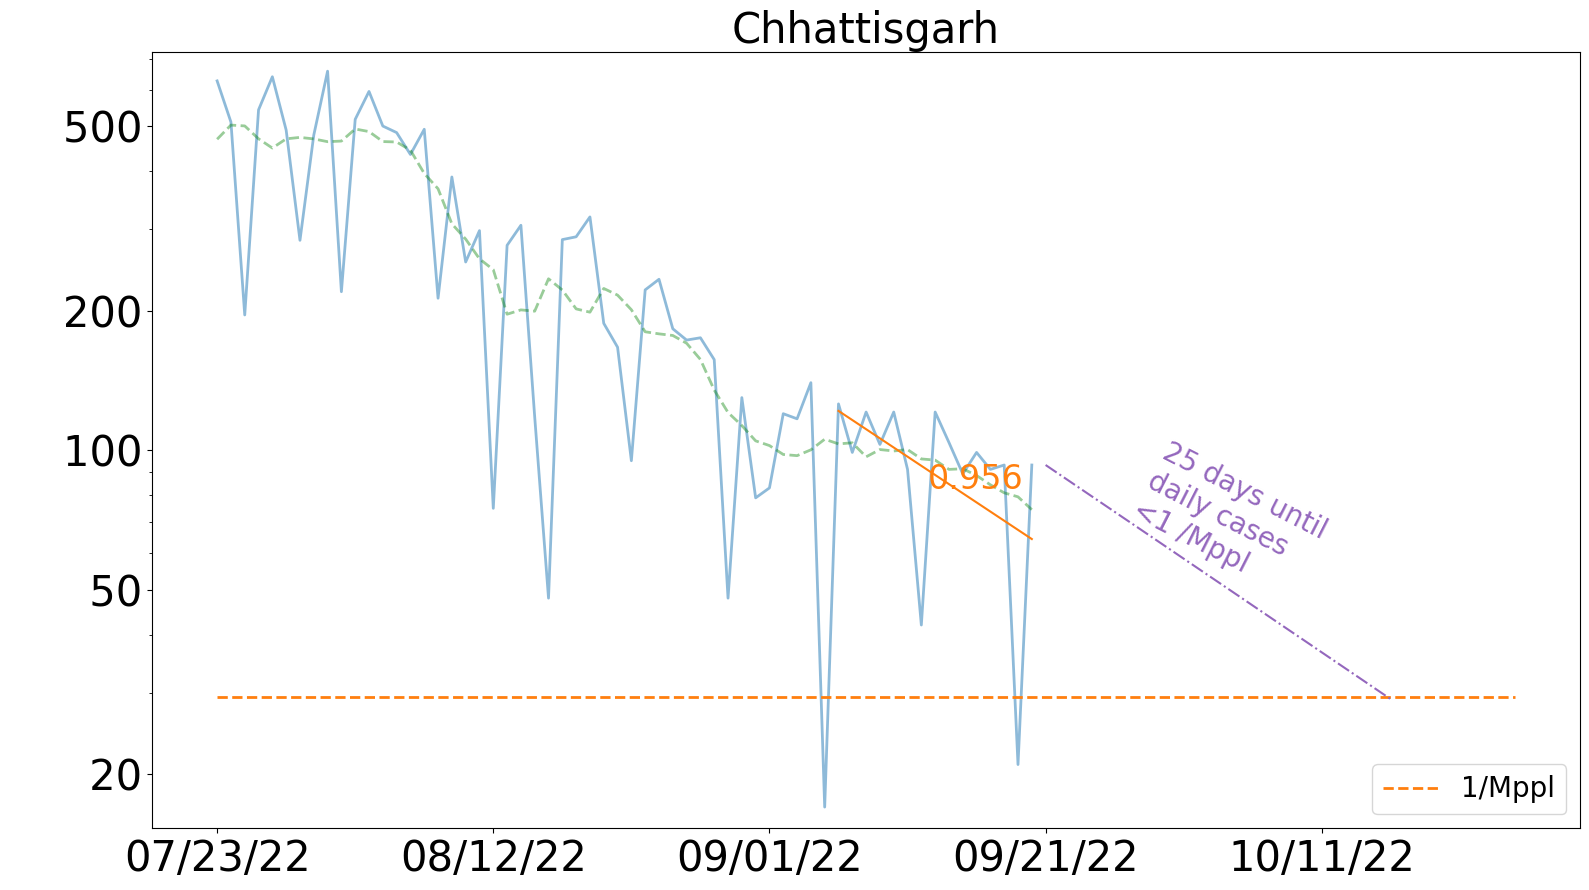 Chhattisgarh
500
200
100
50
20
0.956
25 days until
daily cases
<1 /Mppl
1/Mppl
07/23/22
08/12/22
09/01/22
09/21/22
10/11/22